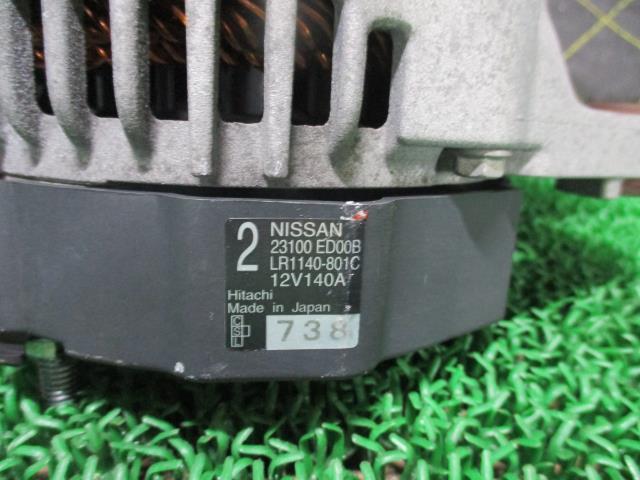 2
NISSAN
23100 ED00B
LR1140-801C
12V140A
Hitachi
Made in Japan
C
S
L
738